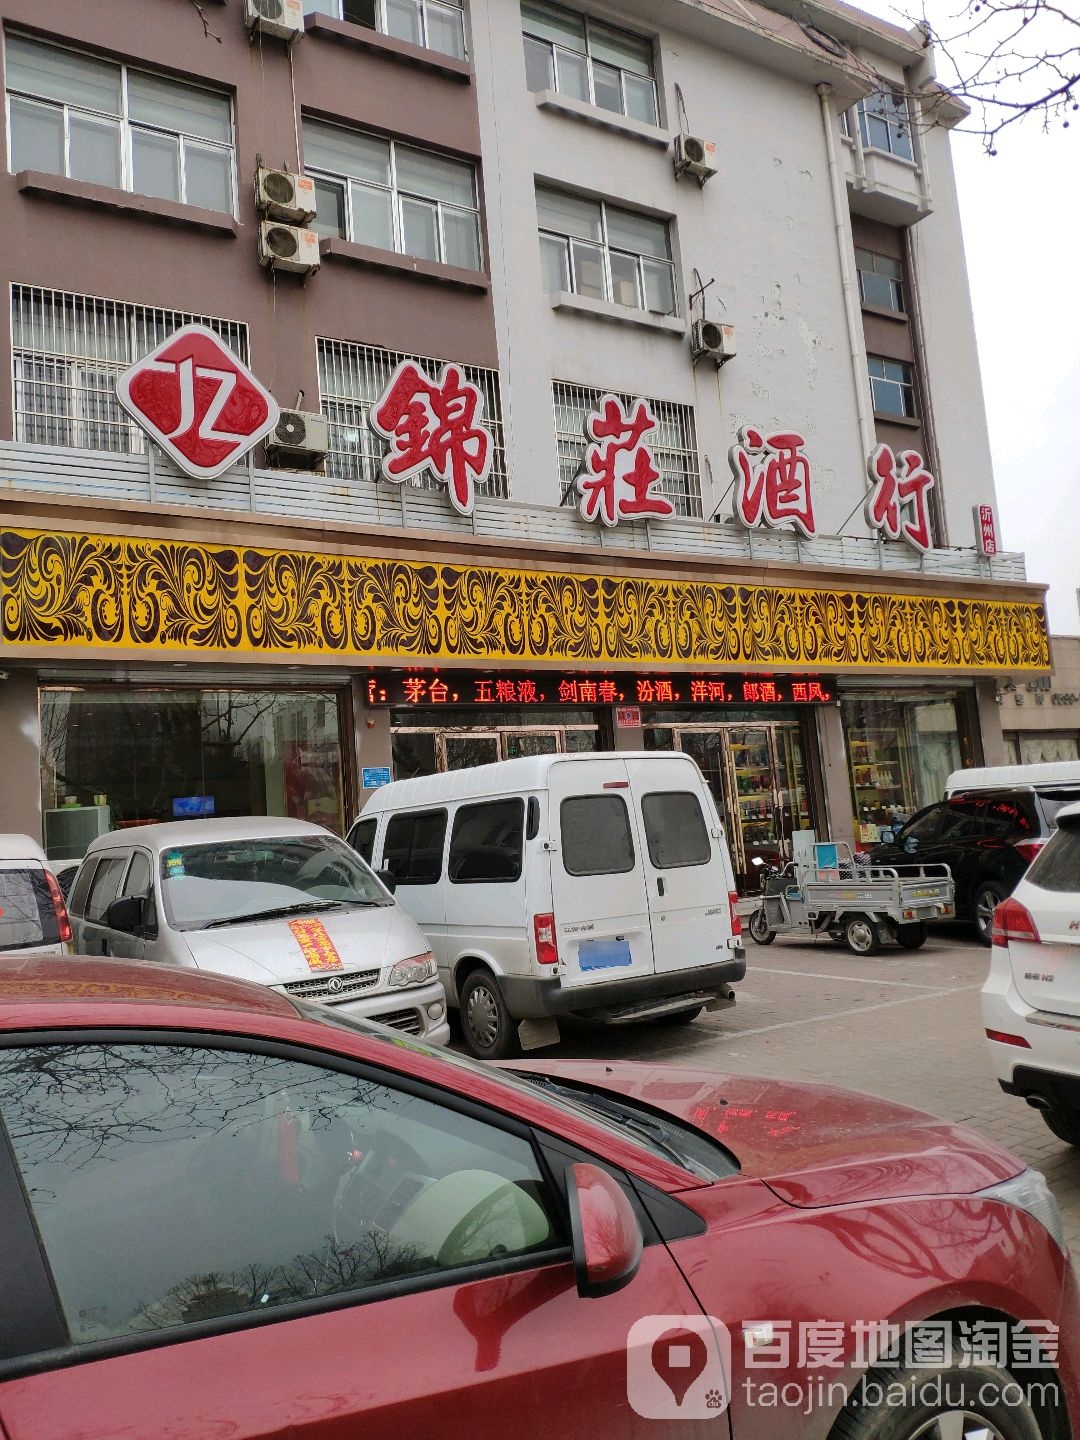 JZ
錦莊酒行
沂州店
：茅台，五粮液，剑南春，汾酒，洋河，郎酒，西凤，
H2
百度地图淘金
taojin.baidu.com